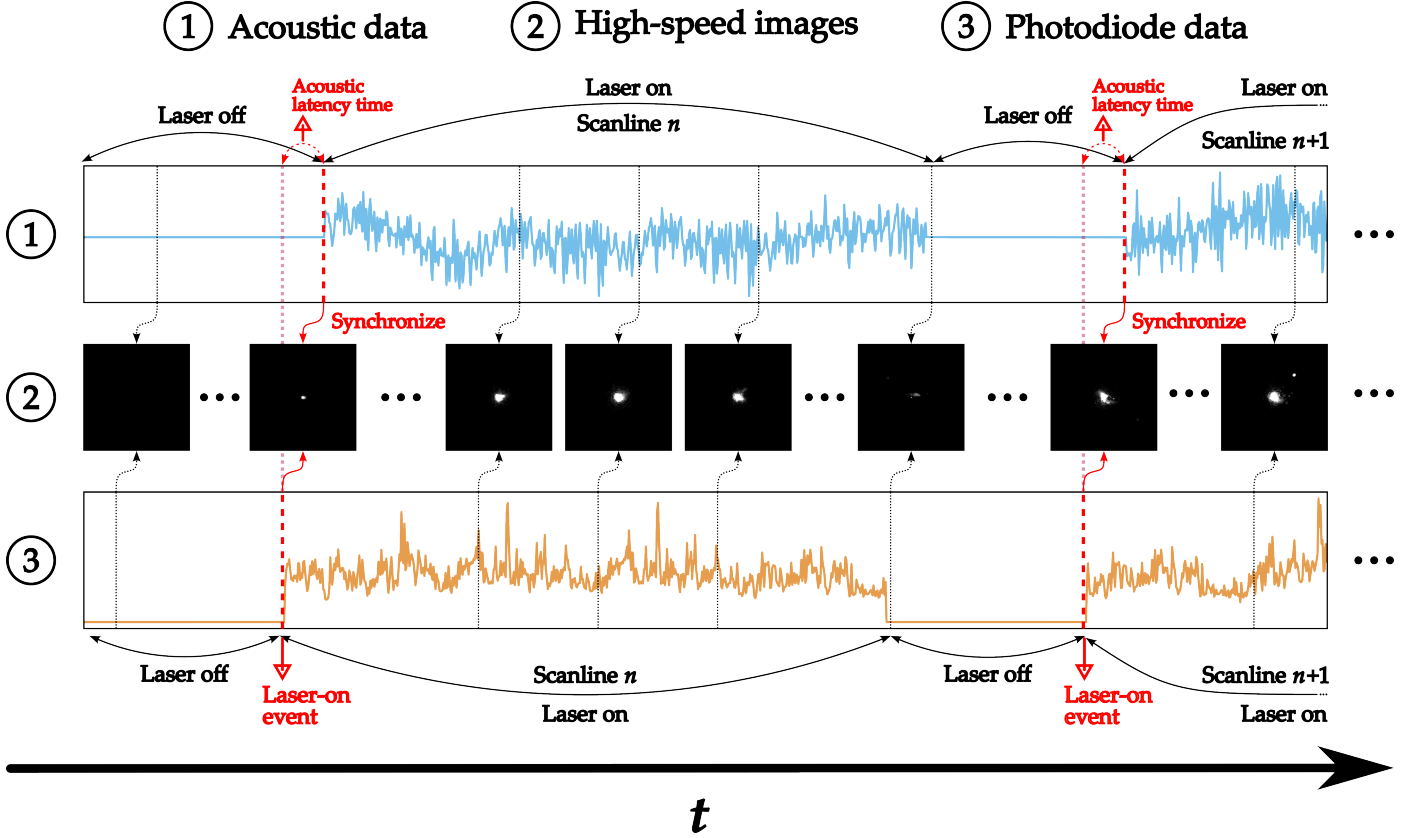 1 Acoustic data
2 High-speed images
3 Photodiode data
Laser off
Acoustic
latency time
Laser on
Scanline n
Laser off
Acoustic
latency time
Laser on
Scanline n+1
1
Synchronize
Synchronize
2
3
Laser off
Laser-on
event
Scanline n
Laser on
Laser off
Laser-on
event
Scanline n+1
Laser on
t